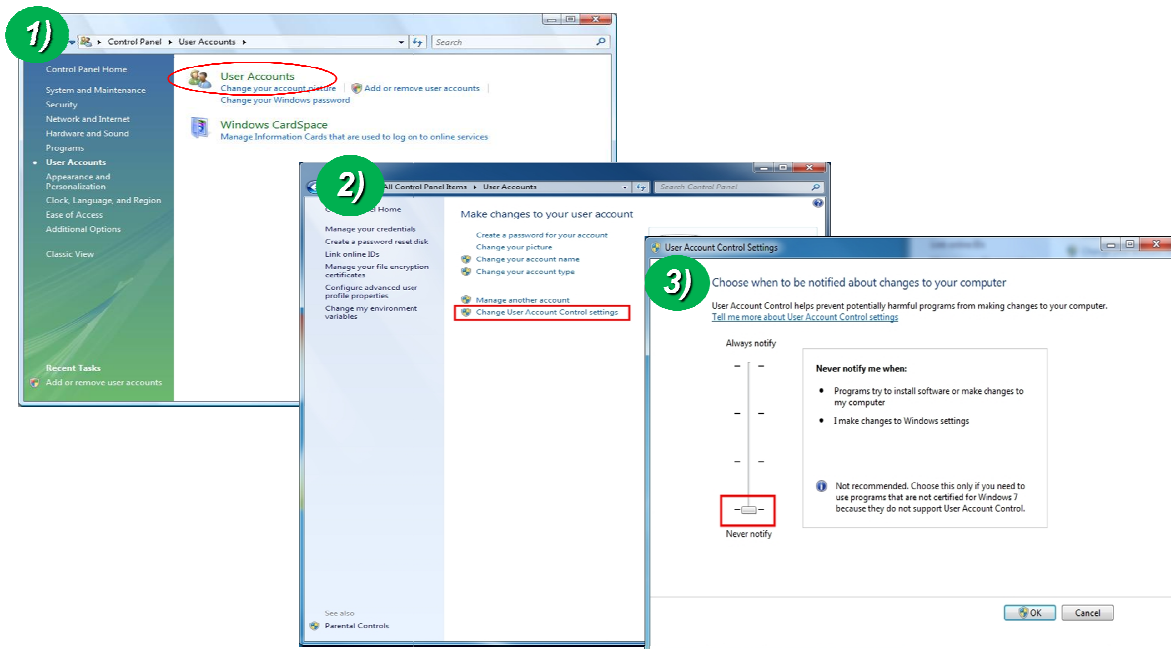 1)
Control Panel
User Accounts
Search
Control Panel Home
System and Maintenance
Security
Network and Internet
Hardware and Sound
Programs
User Accounts
Appearance and
Personalization
Clock, Language, and Region
Ease of Access
Additional Options
Classic View
Recent Tasks
Add or remove user accounts
User Accounts
Change your account picture
Add or remove user accounts
Change your Windows password
Windows CardSpace
Manage Information Cards that are used to log on to online services
2)
All Control Panel Items
User Accounts
Search Control Panel
Home
Manage your credentials
Create a password reset disk
Link online IDs
Manage your file encryption
certificates
Configure advanced user
profile properties
Change my environment
variables
See also
Parental Controls
Make changes to your user account
Create a password for your account
Change your picture
Change your account name
Change your account type
Manage another account
Change User Account Control settings
3)
User Account Control Settings
Choose when to be notified about changes to your computer
User Account Control helps prevent potentially harmful programs from making changes to your computer.
Tell me more about User Account Control settings
Always notify
Never notify
Never notify me when:
Programs try to install software or make changes to
my computer
I make changes to Windows settings
Not recommended. Choose this only if you need to
use programs that are not certified for Windows 7
because they do not support User Account Control.
OK
Cancel